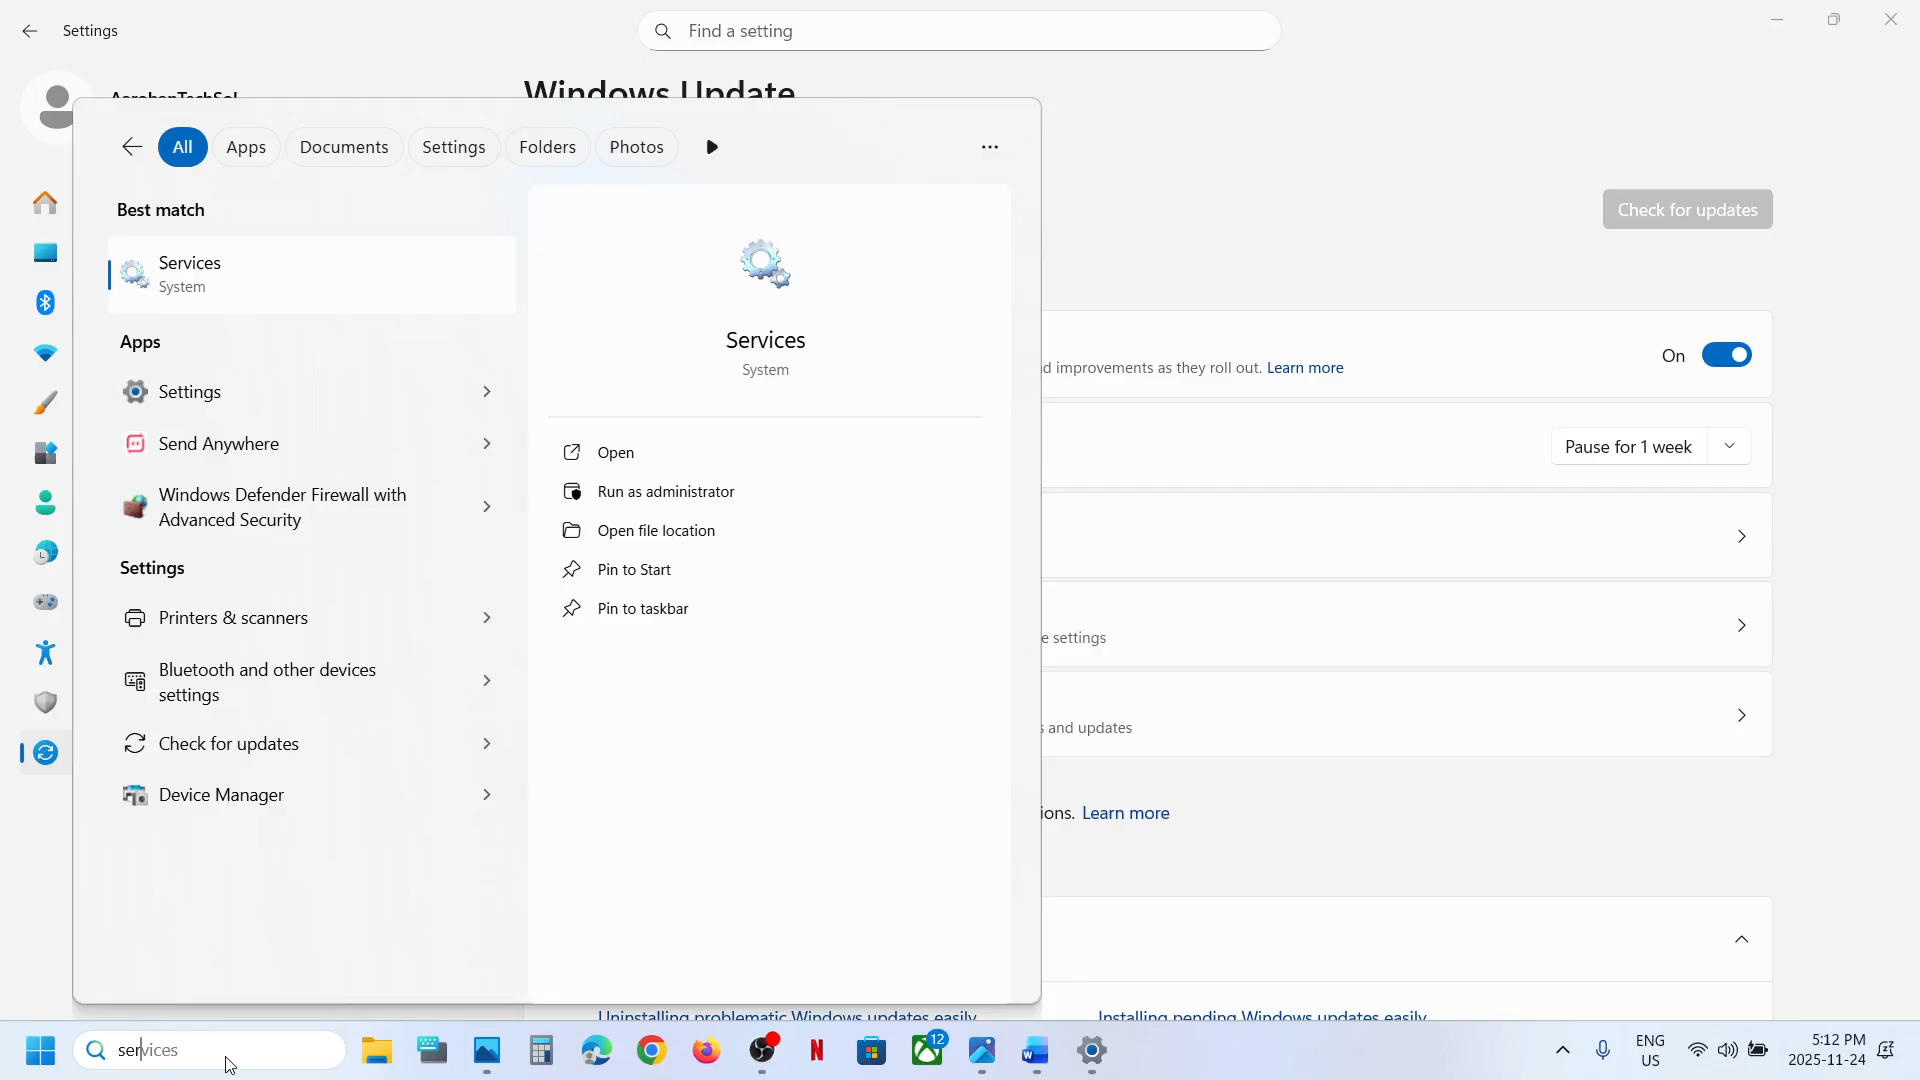 Settings
Find a setting
Windows Update
All
Apps
Documents
Settings
Folders
Photos
Best match
Services
System
Apps
Settings
Send Anywhere
Windows Defender Firewall with
Advanced Security
Settings
Printers & scanners
Bluetooth and other devices
settings
Check for updates
Device Manager
Services
System
Open
Run as administrator
Open file location
Pin to Start
Pin to taskbar
Check for updates
d improvements as they roll out. Learn more
On
Pause for 1 week
e settings
s and updates
ions. Learn more
Uninstalling problematic Windows updates easily
Installing pending Windows updates easily
services
12
ENG
US
5:12 PM
2025-11-24